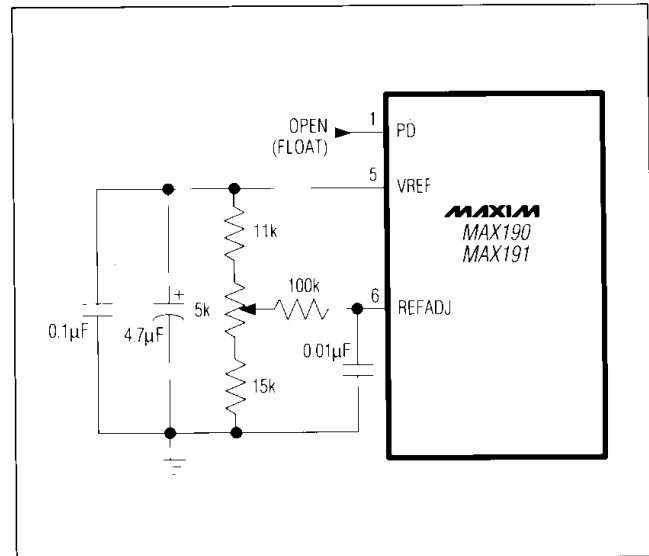 OPEN
(FLOAT)
1
PD
5
VREF
MAXIM
MAX190
MAX191
11k
100k
5k
6
REFADJ
+
0.1µF
4.7µF
0.01µF
15k